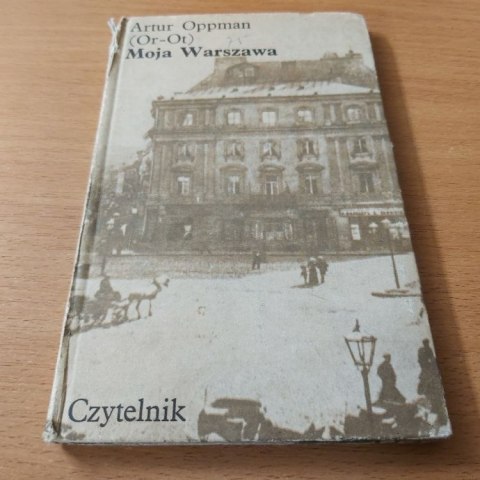 Artur Oppman
(Or-Ot)
Moja Warszawa
Czytelnik